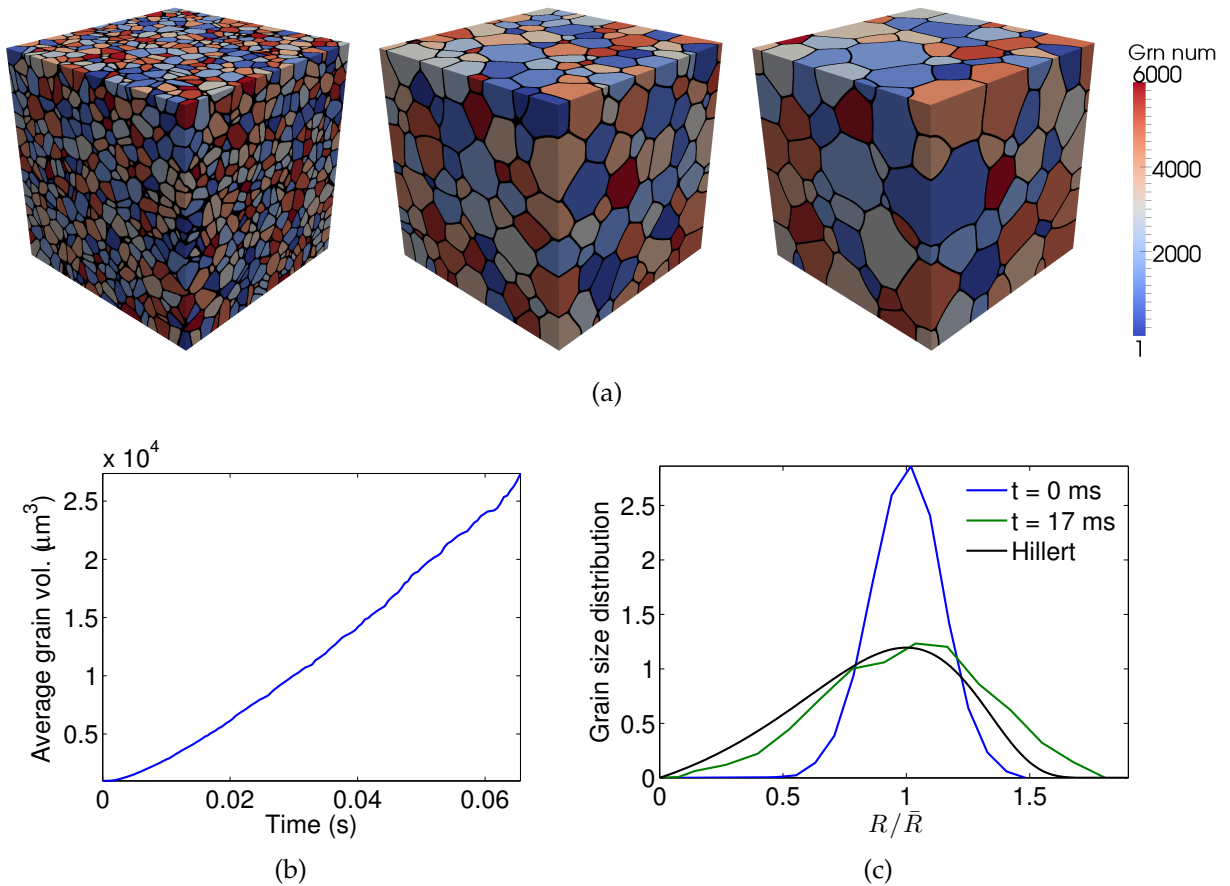 Grn num
6000
4000
2000
1
(a)
x 10⁴
2.5
2
1.5
1
0.5
0
0.02
0.04
0.06
Average grain vol. (μm³)
Time (s)
(b)
2.5
2
1.5
1
0.5
0
0
0.5
1
1.5
Grain size distribution
R/R̄
t = 0 ms
t = 17 ms
Hillert
(c)